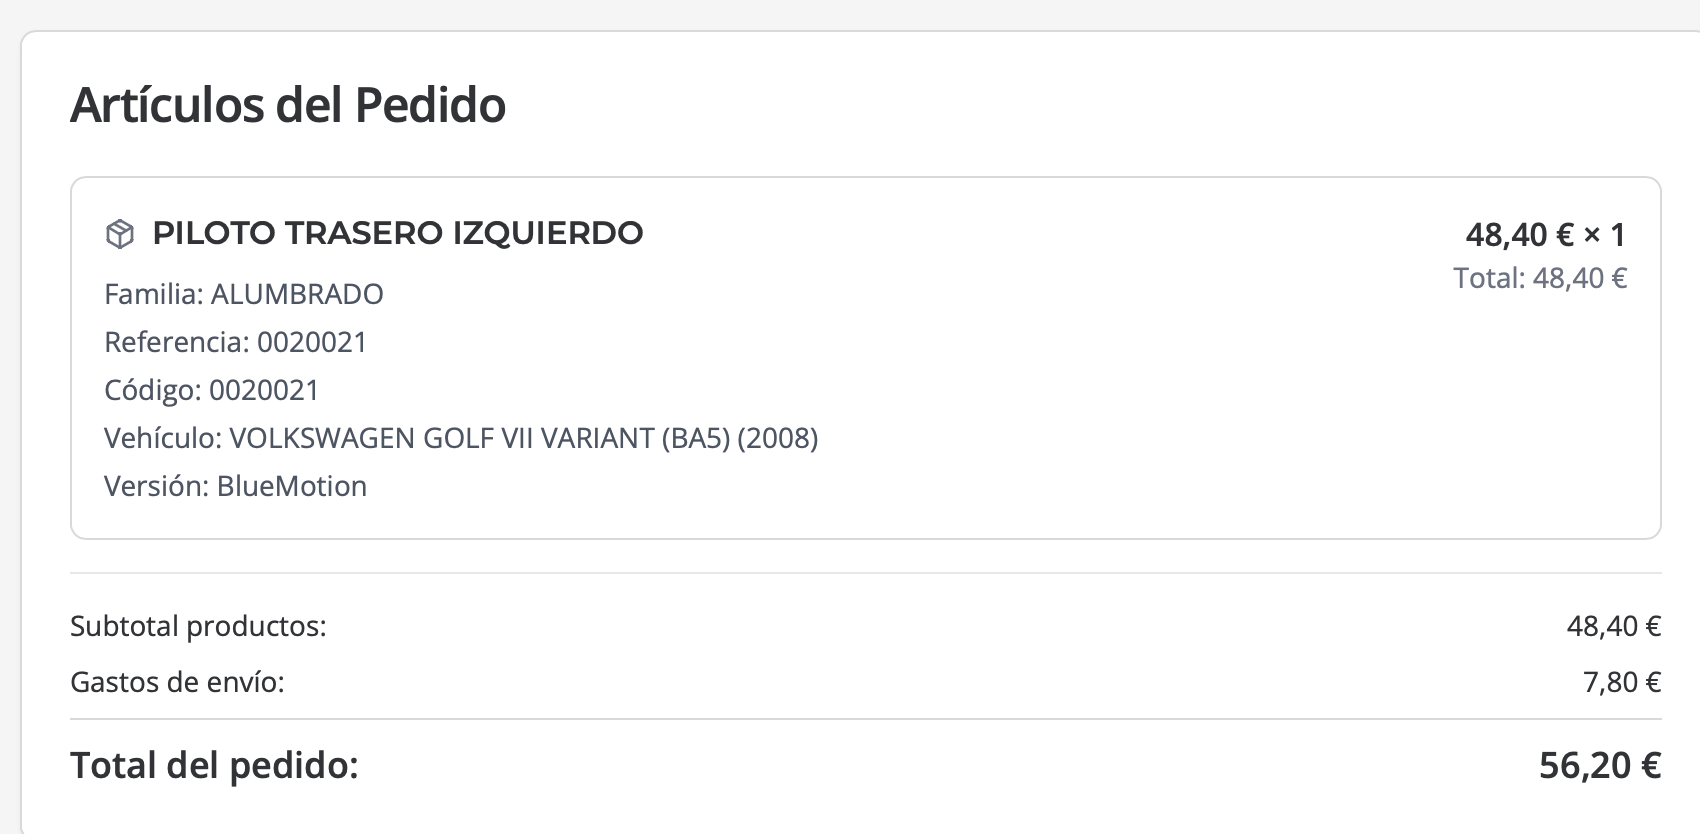 Artículos del Pedido
PILOTO TRASERO IZQUIERDO
48,40 € × 1
Total: 48,40 €
Familia: ALUMBRADO
Referencia: 0020021
Código: 0020021
Vehículo: VOLKSWAGEN GOLF VII VARIANT (BA5) (2008)
Versión: BlueMotion
Subtotal productos: 48,40 €
Gastos de envío: 7,80 €
Total del pedido: 56,20 €